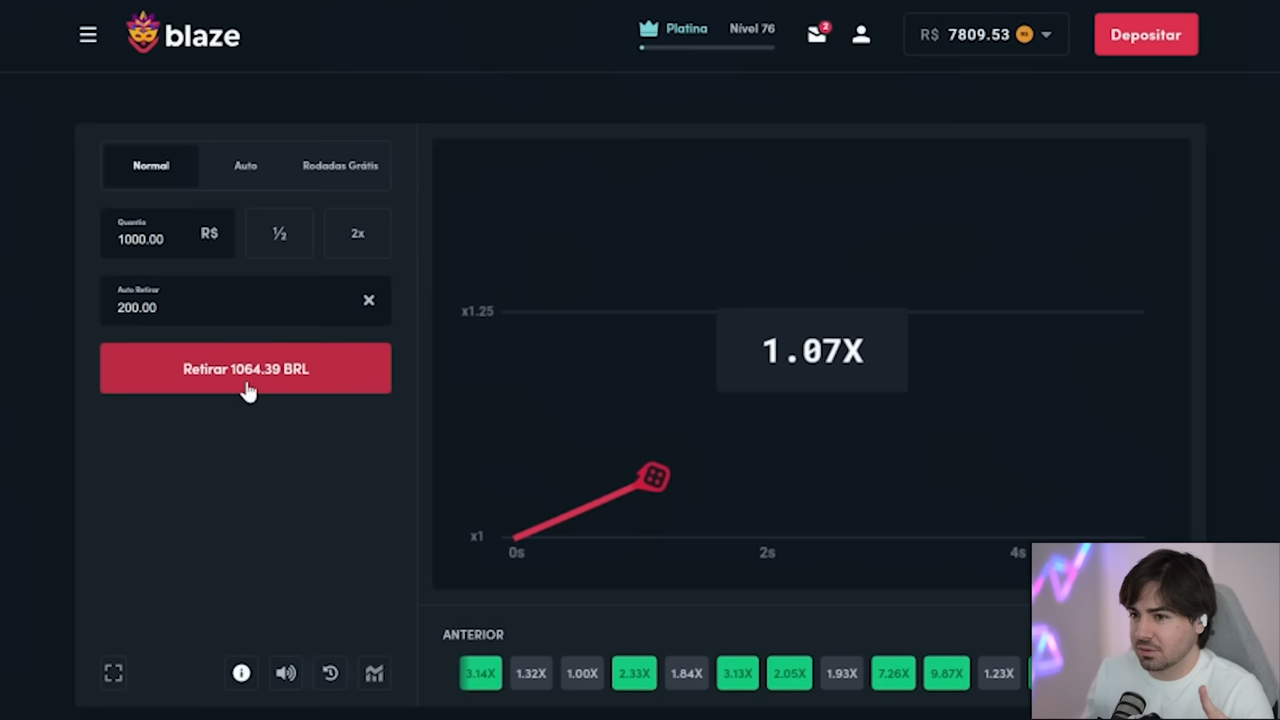 blaze
Platina Nível 76
2
R$ 7809.53
Depositar
Normal Auto Rodadas Grátis
Quantia
1000.00 R$ ½ 2x
Auto Retirar
200.00
Retirar 1064.39 BRL
x1.25
1.07X
x1
0s 2s 4s
ANTERIOR
3.14X 1.32X 1.00X 2.33X 1.84X 3.13X 2.05X 1.93X 7.26X 9.87X 1.23X